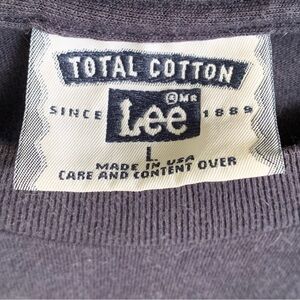 TOTAL COTTON
SINCE Lee ®MR 1889
L
MADE IN USA
CARE AND CONTENT OVER